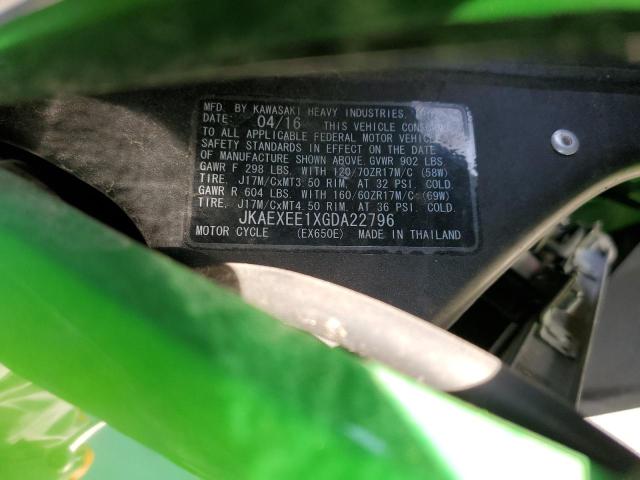 MFD. BY KAWASAKI HEAVY INDUSTRIES,
DATE: 04/16 THIS VEHICLE
TO ALL APPLICABLE FEDERAL MOTOR
SAFETY STANDARDS IN EFFECT ON THE DATE
OF MANUFACTURE SHOWN ABOVE. GVWR 902 LBS.
GAWR F 298 LBS. WITH 120/70ZR17M/C (58W)
TIRE. J17M/CxMT3.50 RIM, AT 32 PSI. COLD.
GAWR R 604 LBS. WITH 160/60ZR17M/C (69W)
TIRE. J17M/CxMT4.50 RIM, AT 36 PSI. COLD.
JKAEXEE1XGDA22796
MOTOR CYCLE (EX650E) MADE IN THAILAND